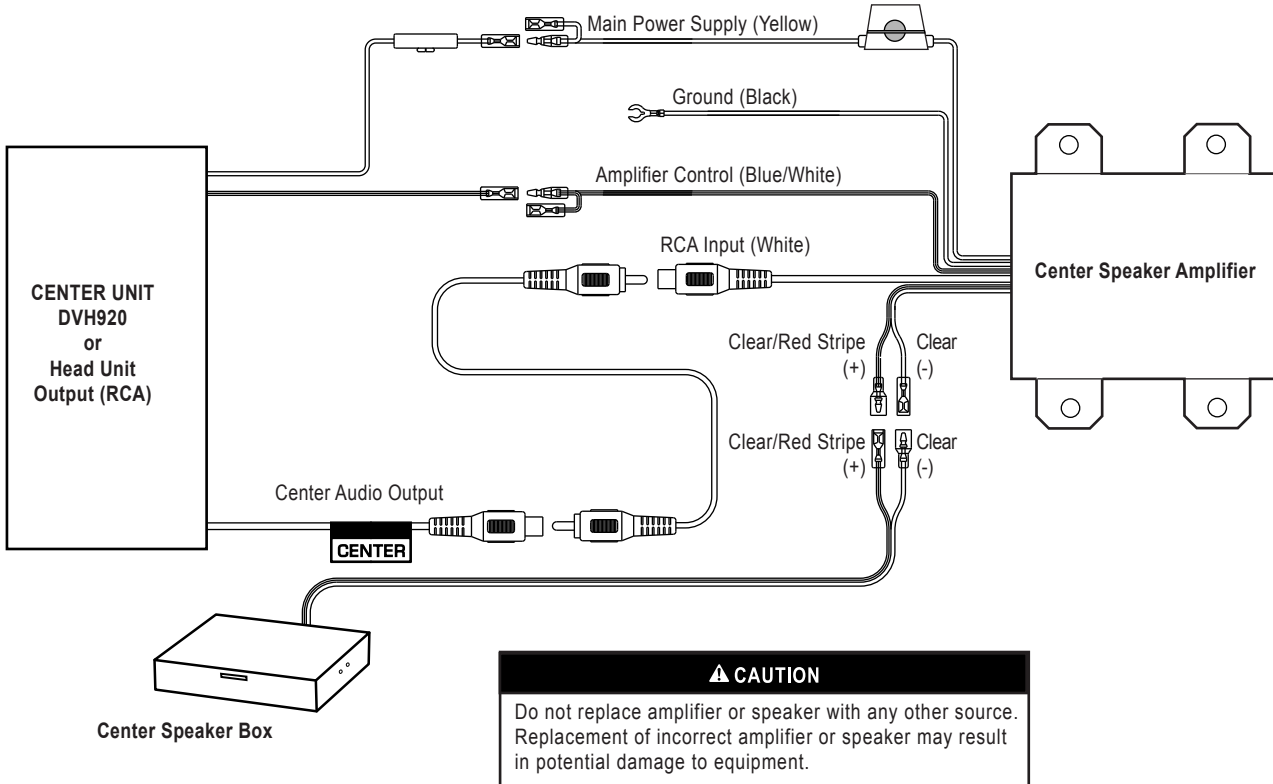 Main Power Supply (Yellow)
Ground (Black)
Amplifier Control (Blue/White)
RCA Input (White)
CENTER UNIT
DVH920
or
Head Unit
Output (RCA)
Center Speaker Amplifier
Clear/Red Stripe
(+)
Clear
(-)
Clear/Red Stripe
(+)
Clear
(-)
Center Audio Output
CENTER
Center Speaker Box
CAUTION
Do not replace amplifier or speaker with any other source.
Replacement of incorrect amplifier or speaker may result
in potential damage to equipment.